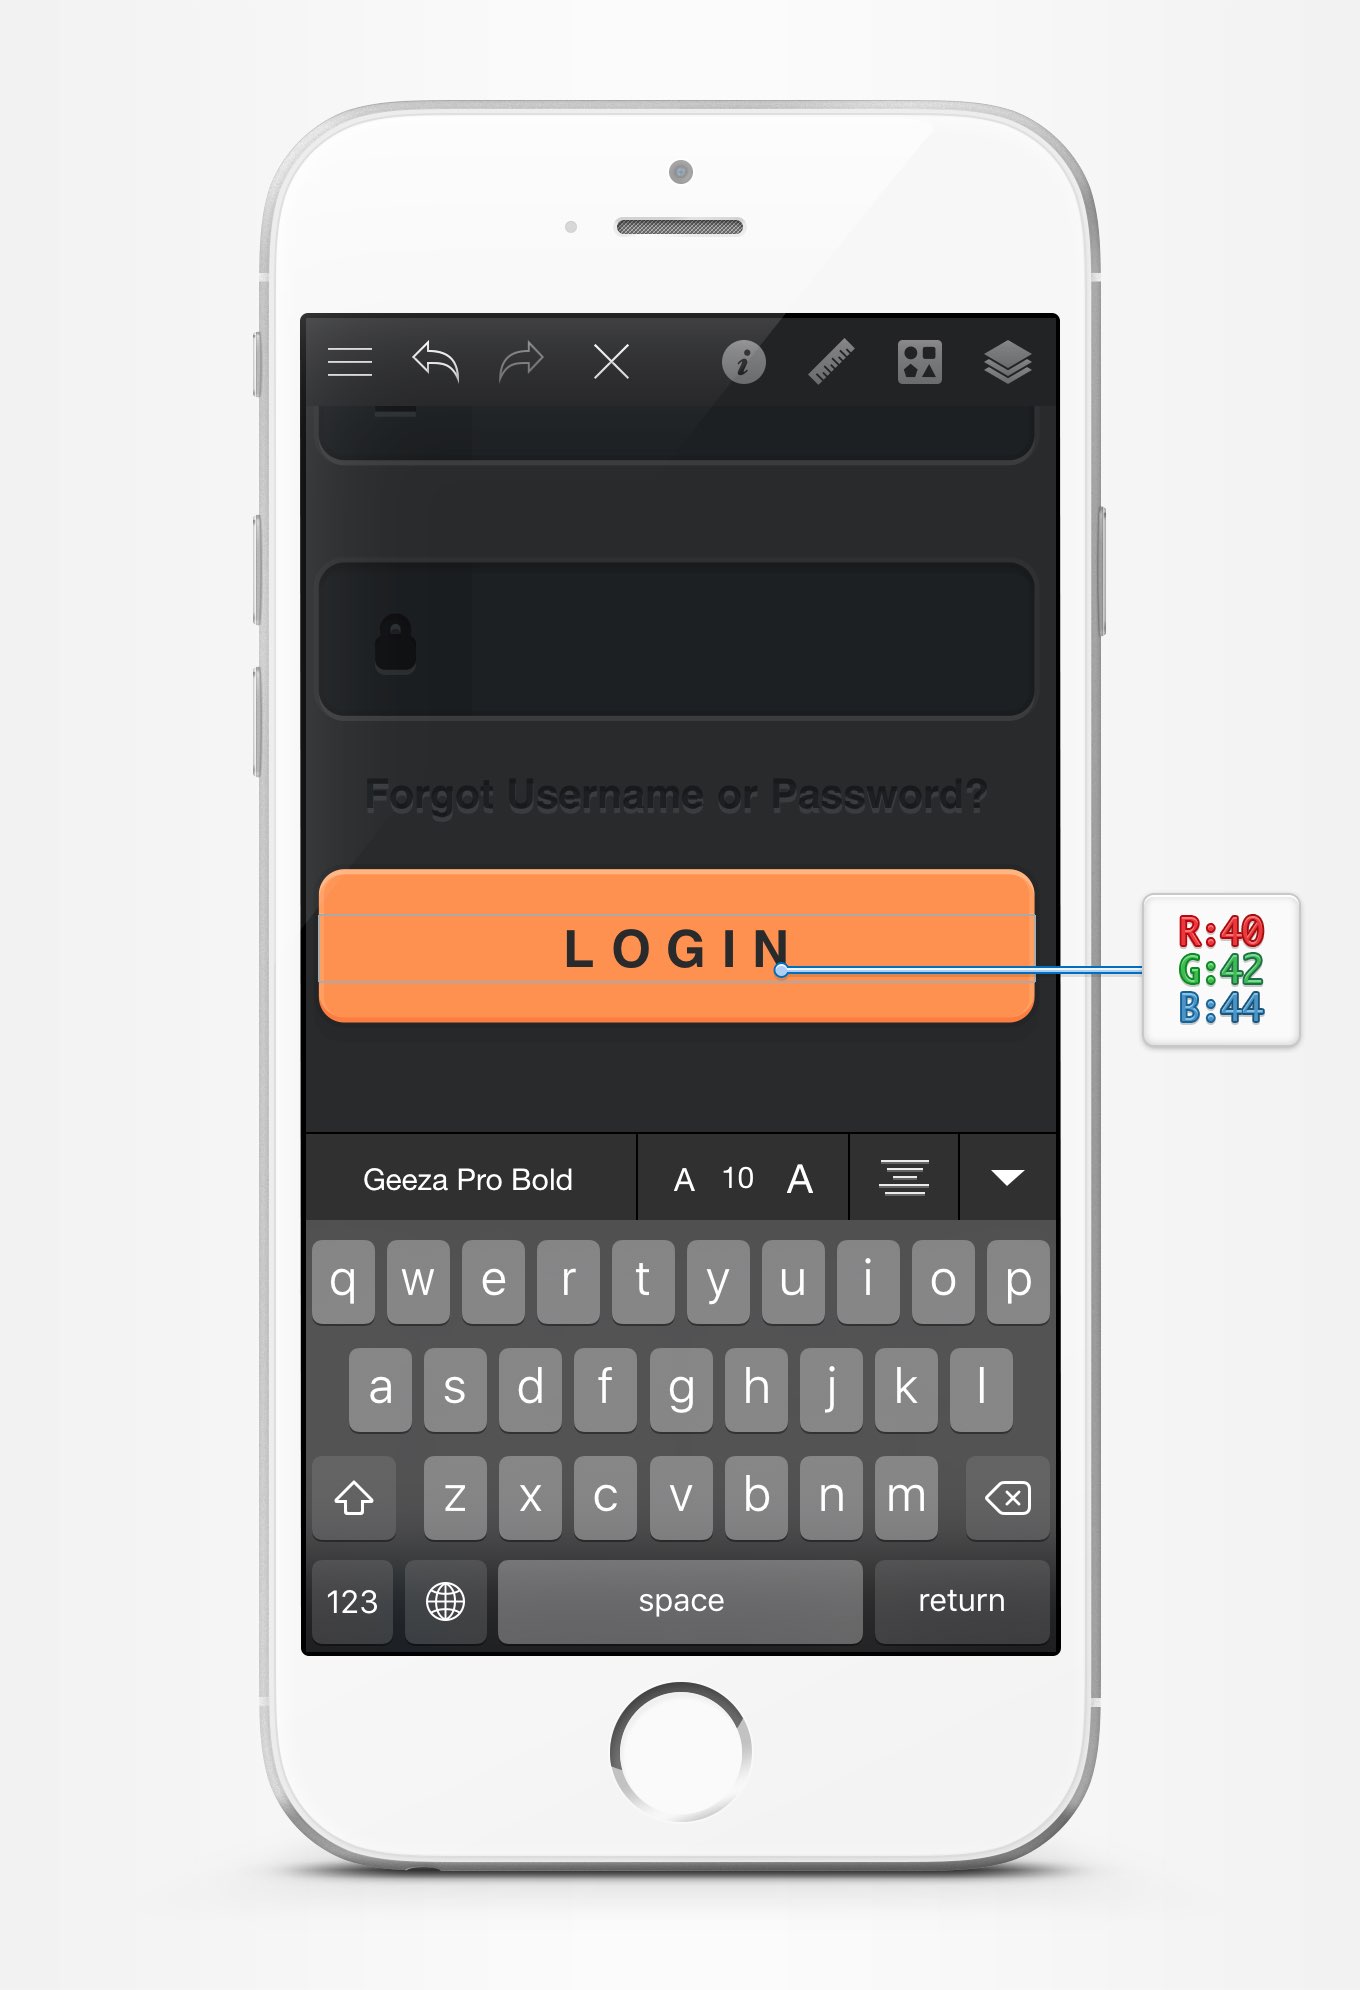 Forgot Username or Password?
LOGIN
R:40
G:42
B:44
Geeza Pro Bold
A 10 A
q w e r t y u i o p
a s d f g h j k l
z x c v b n m
123 space return